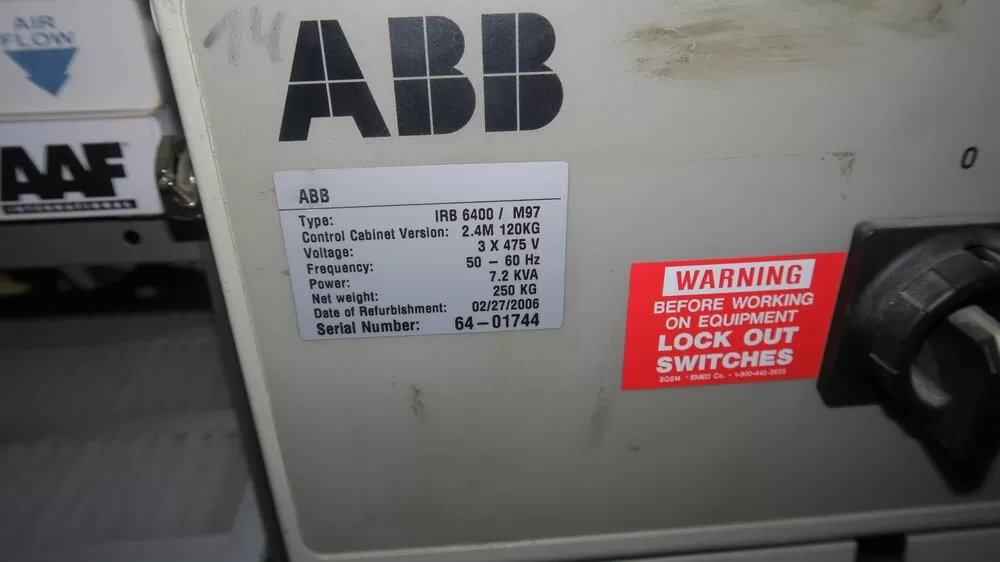 14
AIR
FLOW
AAF
INTERNATIONAL
ABB
ABB
Type: IRB 6400 / M97
Control Cabinet Version: 2.4M 120KG
Voltage: 3 X 475 V
Frequency: 50 - 60 Hz
Power: 7.2 KVA
Net weight: 250 KG
Date of Refurbishment: 02/27/2006
Serial Number: 64-01744
0
WARNING
BEFORE WORKING
ON EQUIPMENT
LOCK OUT
SWITCHES